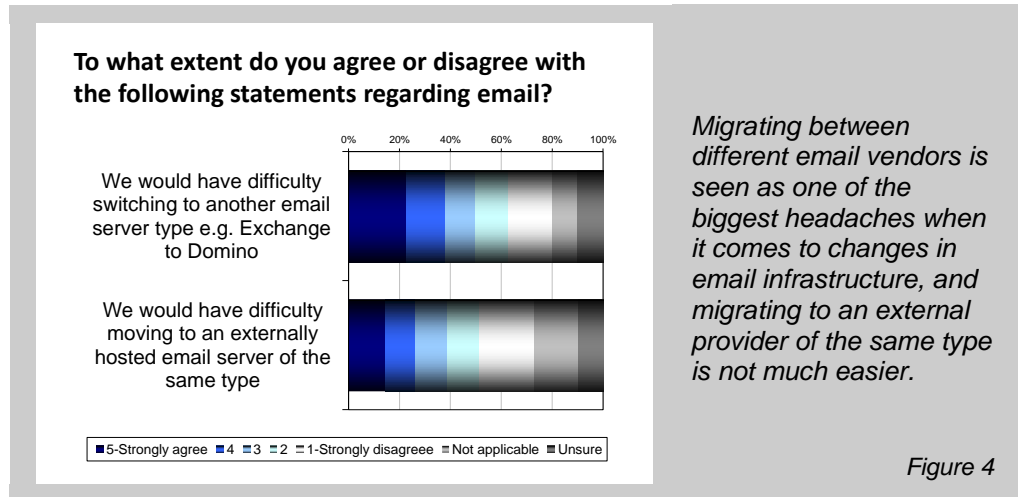 To what extent do you agree or disagree with
the following statements regarding email?
0% 20% 40% 60% 80% 100%
We would have difficulty
switching to another email
server type e.g. Exchange
to Domino
We would have difficulty
moving to an externally
hosted email server of the
same type
5-Strongly agree 4 3 2 1-Strongly disagreee Not applicable Unsure
Migrating between
different email vendors is
seen as one of the
biggest headaches when
it comes to changes in
email infrastructure, and
migrating to an external
provider of the same type
is not much easier.
Figure 4